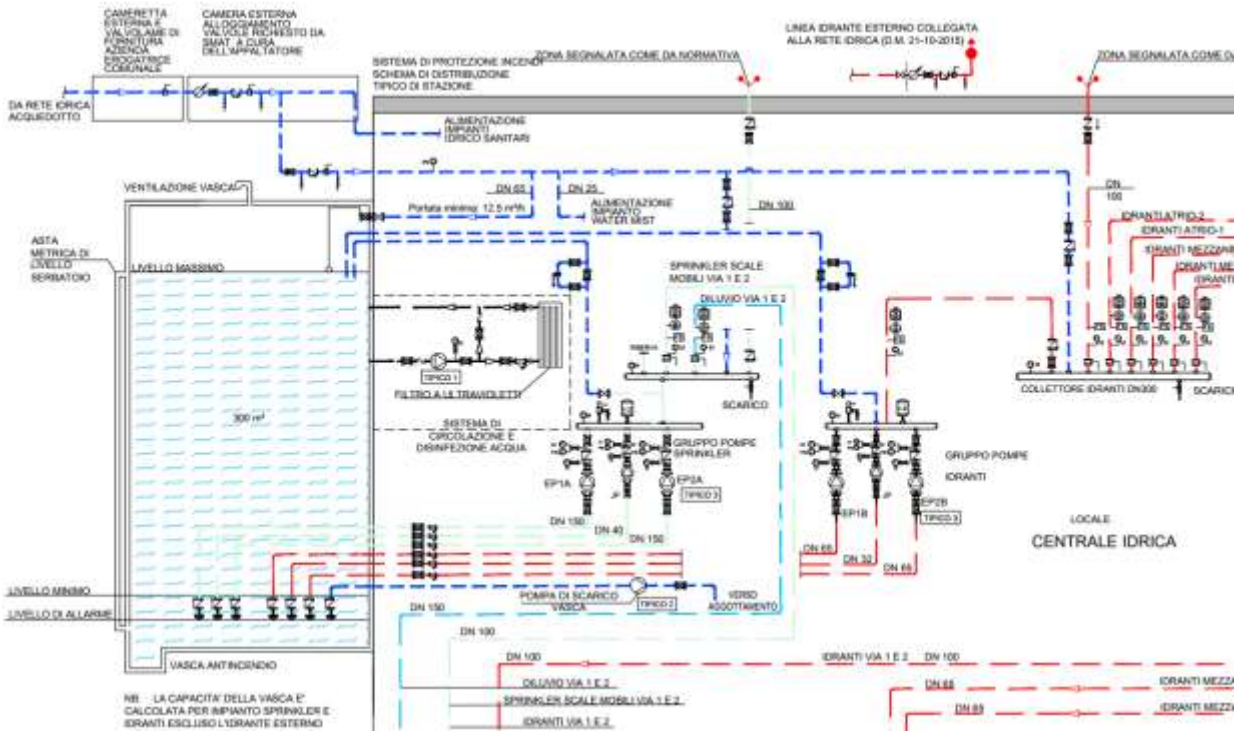 CAMERETTA
ESTERNA E
VALVOLAME DI
FORNITURA
AZIENDA
EROGATRICE
COMUNALE
CAMERA ESTERNA
ALLOGGIAMENTO
VALVOLE RICHIESTO DA
SMAT A CURA
DELL'APPALTATORE
DA RETE IDRICA
ACQUEDOTTO
SISTEMA DI PROTEZIONE INCENDI
SCHEMA DI DISTRIBUZIONE
TIPICO DI STAZIONE
ZONA SEGNALATA COME DA NORMATIVA
LINEA IDRANTE ESTERNO COLLEGATA
ALLA RETE IDRICA (D.M. 21-10-2015)
ZONA SEGNALATA COME D
ALIMENTAZIONE
IMPIANTI
IDRICO SANITARI
VENTILAZIONE VASCA
DN 65
DN 25
Portata minima: 12.5 m³/h
ALIMENTAZIONE
IMPIANTO
WATER MIST
DN 100
DN
100
IDRANTI ATRIO-2
IDRANTI ATRIO-1
IDRANTI MEZZANI
IDRANTI ME
IDRANTI
ASTA
METRICA DI
LIVELLO
SERBATOIO
LIVELLO MASSIMO
SPRINKLER SCALE
MOBILI VIA 1 E 2
DILUVIO VIA 1 E 2
TIPICO 1
FILTRO A ULTRAVIOLETTI
SCARICO
COLLETTORE IDRANTI DN300
SCARICO
300 m³
SISTEMA DI
CIRCOLAZIONE E
DISINFEZIONE ACQUA
GRUPPO POMPE
SPRINKLER
GRUPPO POMPE
IDRANTI
EP1A
JP
EP2A
TIPICO 3
EP1B
JP
EP2B
TIPICO 3
DN 150
DN 40
DN 150
DN 65
DN 32
DN 65
LOCALE
CENTRALE IDRICA
LIVELLO MINIMO
LIVELLO DI ALLARME
POMPA DI SCARICO
VASCA
TIPICO 2
VERSO
AGGOTTAMENTO
DN 150
DN 100
VASCA ANTINCENDIO
DN 100
IDRANTI VIA 1 E 2
DN 100
DILUVIO VIA 1 E 2
DN 65
IDRANTI MEZZA
SPRINKLER SCALE MOBILI VIA 1 E 2
DN 65
IDRANTI MEZZA
IDRANTI VIA 1 E 2
NB: LA CAPACITA' DELLA VASCA E'
CALCOLATA PER IMPIANTO SPRINKLER E
IDRANTI ESCLUSO L'IDRANTE ESTERNO